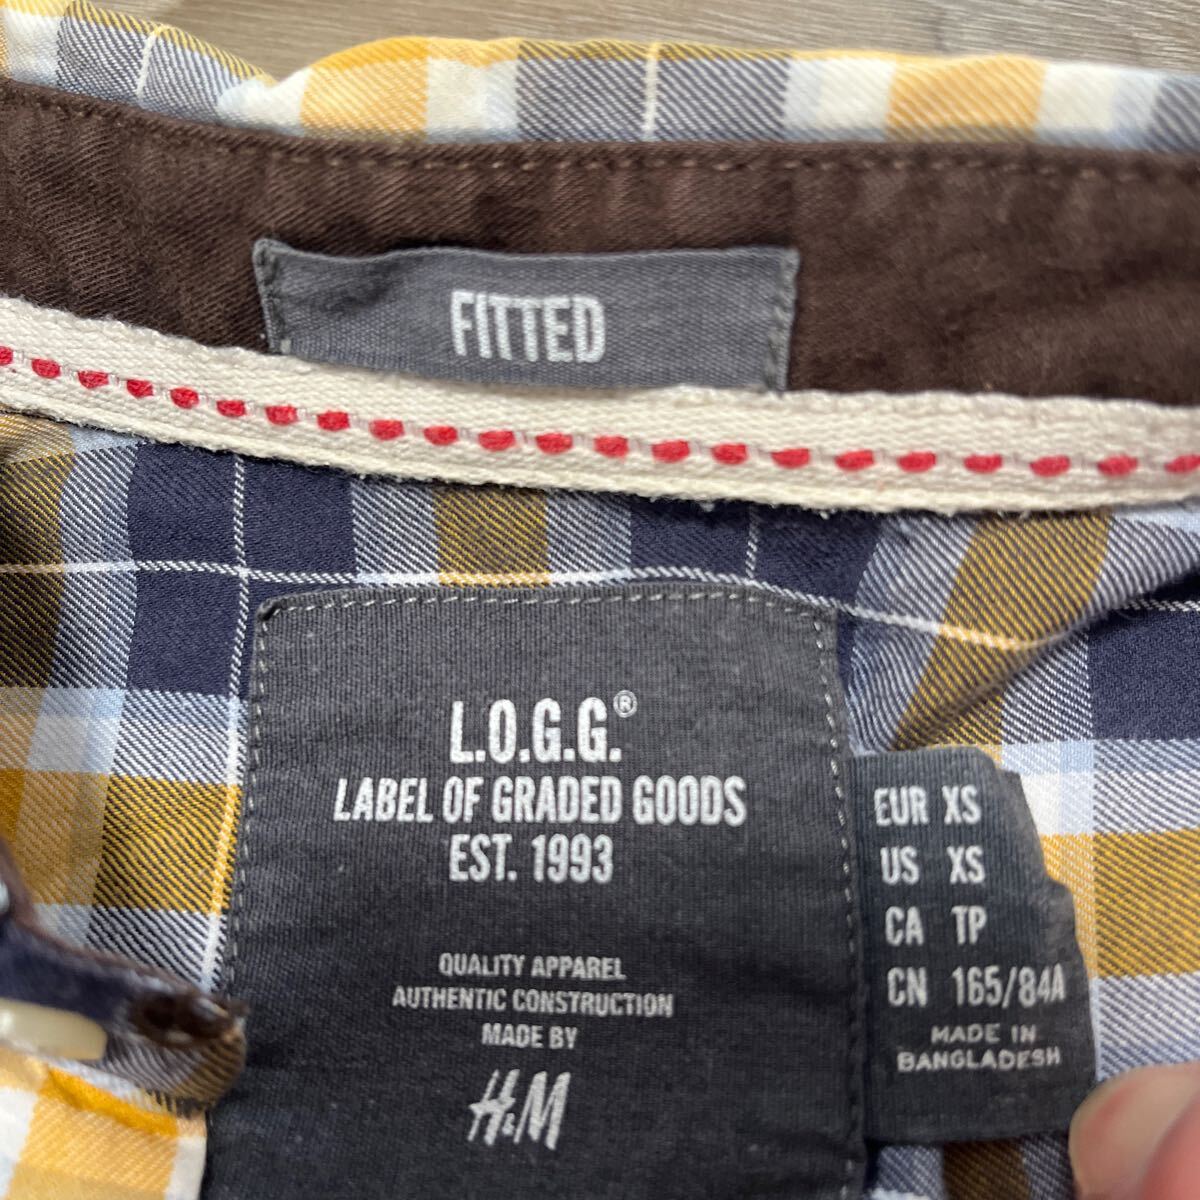 FITTED
L.O.G.G.®
LABEL OF GRADED GOODS
EST. 1993
QUALITY APPAREL
AUTHENTIC CONSTRUCTION
MADE BY
H&M
EUR XS
US XS
CA TP
CN 165/84A
MADE IN
BANGLADESH